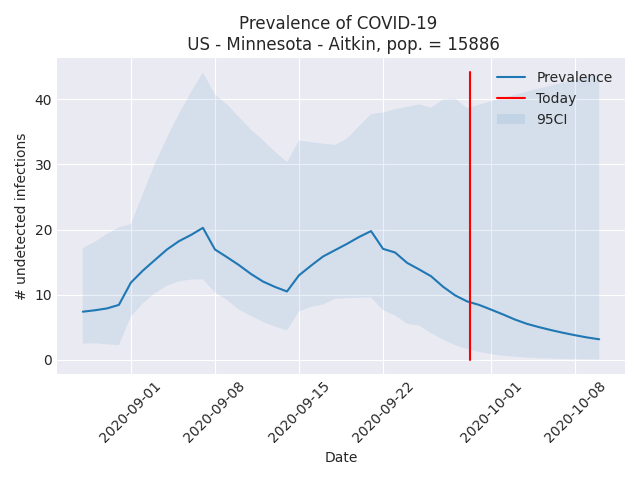 Prevalence of COVID-19
US - Minnesota - Aitkin, pop. = 15886
Prevalence
Today
95CI
# undetected infections
40
30
20
10
0
2020-09-01
2020-09-08
2020-09-15
2020-09-22
2020-10-01
2020-10-08
Date